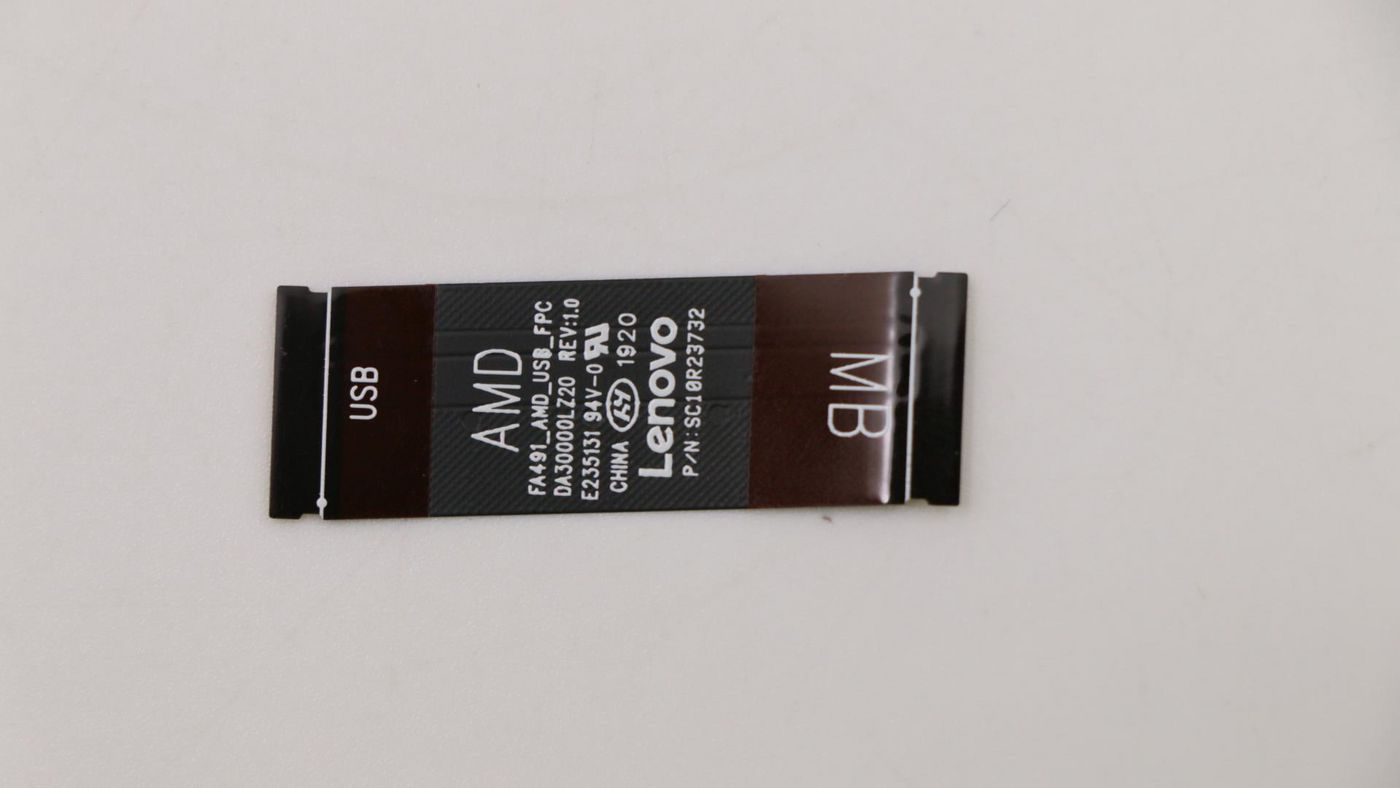 USB
AMD
FA491_AMD_USB_FPC
DA30000LZ20 REV:1.0
E235131 94V-0
CHINA 1920
Lenovo
P/N:SC10R23732
MB